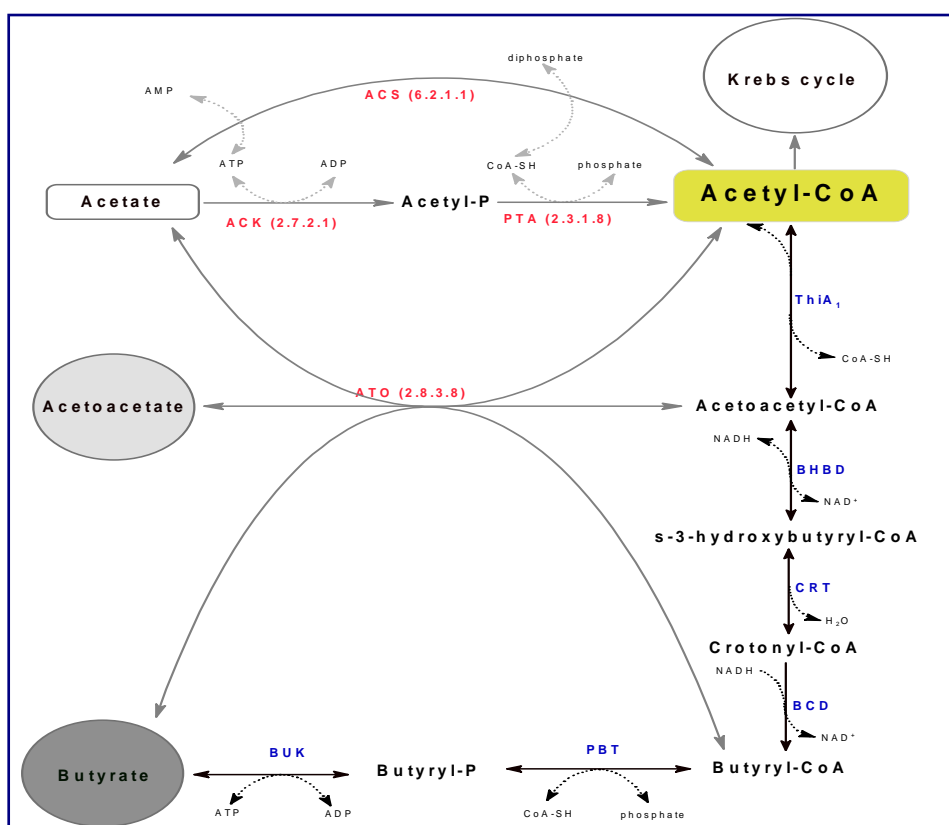 diphosphate
Krebs cycle
AMP
ACS (6.2.1.1)
ATP
ADP
CoA-SH
phosphate
Acetate
Acetyl-P
Acetyl-CoA
ACK (2.7.2.1)
PTA (2.3.1.8)
ThiA₁
CoA-SH
ATO (2.8.3.8)
Acetoacetate
Acetoacetyl-CoA
NADH
BHBD
NAD⁺
s-3-hydroxybutyryl-CoA
CRT
H₂O
Crotonyl-CoA
NADH
BCD
NAD⁺
BUK
PBT
Butyrate
Butyryl-P
Butyryl-CoA
ATP
ADP
CoA-SH
phosphate